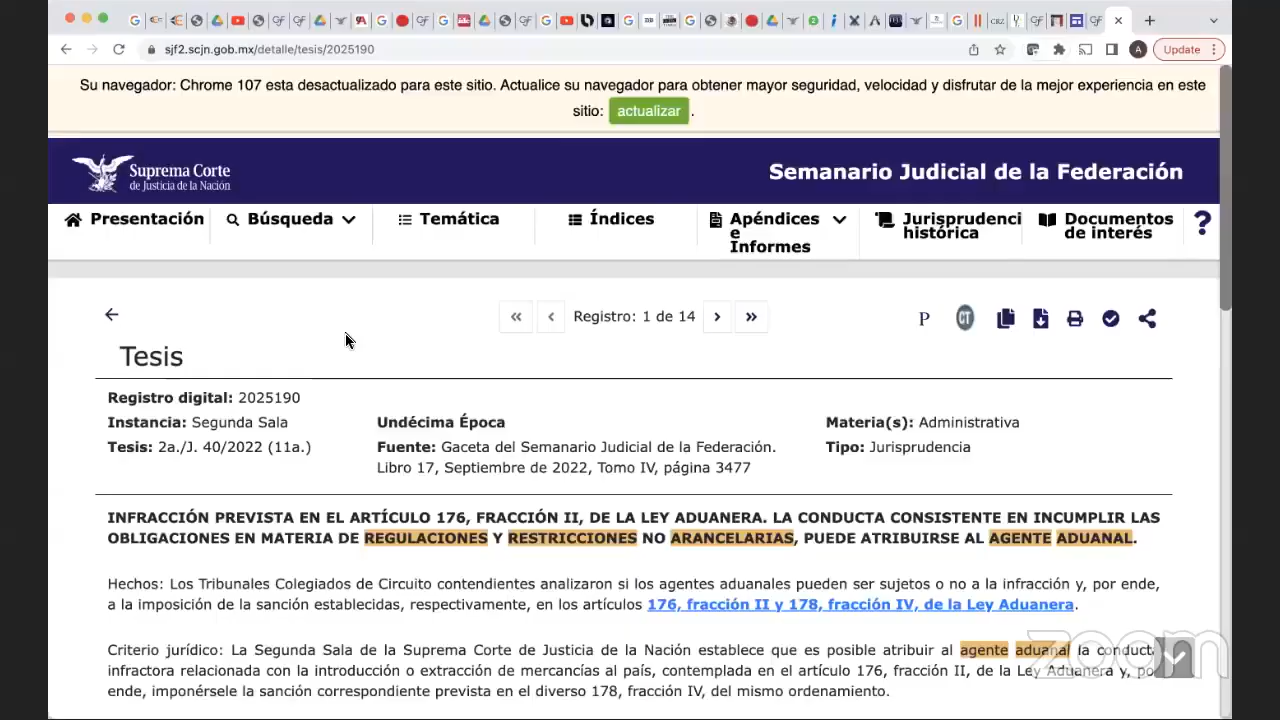 sjf2.scjn.gob.mx/detalle/tesis/2025190
A
Update
Su navegador: Chrome 107 esta desactualizado para este sitio. Actualice su navegador para obtener mayor seguridad, velocidad y disfrutar de la mejor experiencia en este
sitio: actualizar .
Suprema Corte
de Justicia de la Nación
Semanario Judicial de la Federación
Presentación
Búsqueda
Temática
Índices
Apéndices
e
Informes
Jurisprudenci
histórica
Documentos
de interés
?
Registro: 1 de 14
P
CT
Tesis
Registro digital: 2025190
Instancia: Segunda Sala
Undécima Época
Materia(s): Administrativa
Tesis: 2a./J. 40/2022 (11a.)
Fuente: Gaceta del Semanario Judicial de la Federación.
Tipo: Jurisprudencia
Libro 17, Septiembre de 2022, Tomo IV, página 3477
INFRACCIÓN PREVISTA EN EL ARTÍCULO 176, FRACCIÓN II, DE LA LEY ADUANERA. LA CONDUCTA CONSISTENTE EN INCUMPLIR LAS
OBLIGACIONES EN MATERIA DE REGULACIONES Y RESTRICCIONES NO ARANCELARIAS, PUEDE ATRIBUIRSE AL AGENTE ADUANAL.
Hechos: Los Tribunales Colegiados de Circuito contendientes analizaron si los agentes aduanales pueden ser sujetos o no a la infracción y, por ende,
a la imposición de la sanción establecidas, respectivamente, en los artículos 176, fracción II y 178, fracción IV, de la Ley Aduanera.
Criterio jurídico: La Segunda Sala de la Suprema Corte de Justicia de la Nación establece que es posible atribuir al agente aduanal la conducta
infractora relacionada con la introducción o extracción de mercancías al país, contemplada en el artículo 176, fracción II, de la Ley Aduanera y, por
ende, imponérsele la sanción correspondiente prevista en el diverso 178, fracción IV, del mismo ordenamiento.
zoom